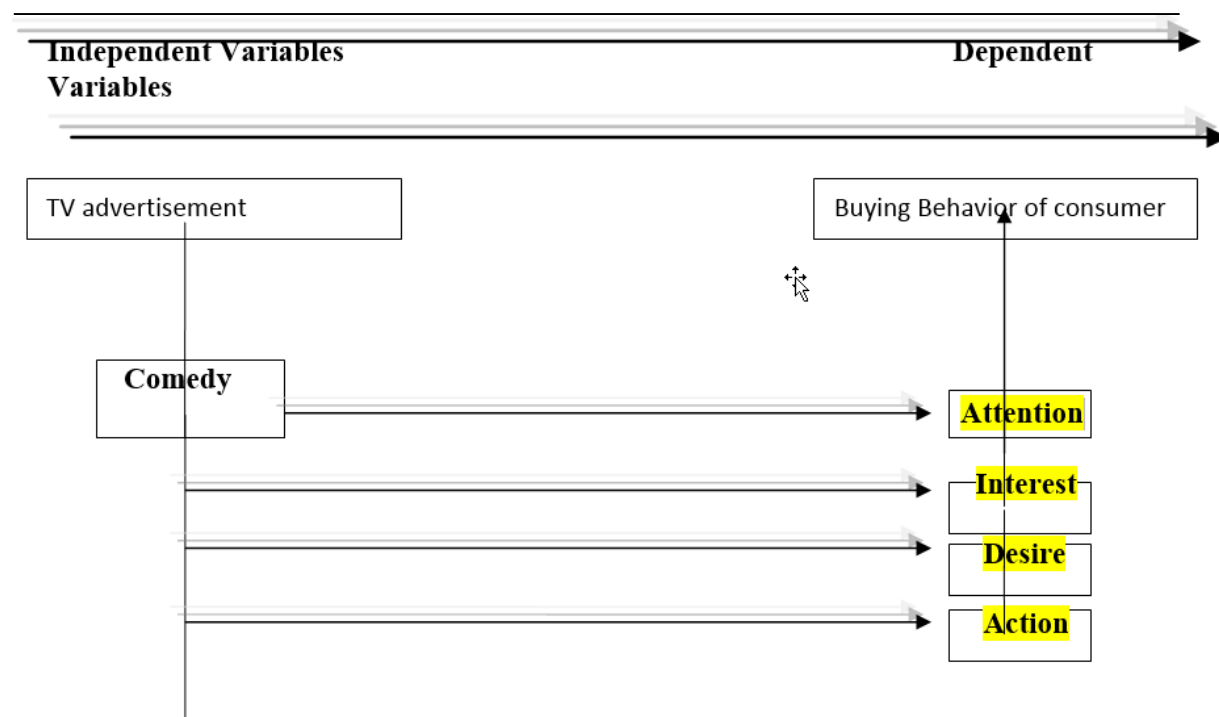 Independent Variables Dependent
Variables
TV advertisement
Buying Behavior of consumer
Comedy
Attention
Interest
Desire
Action